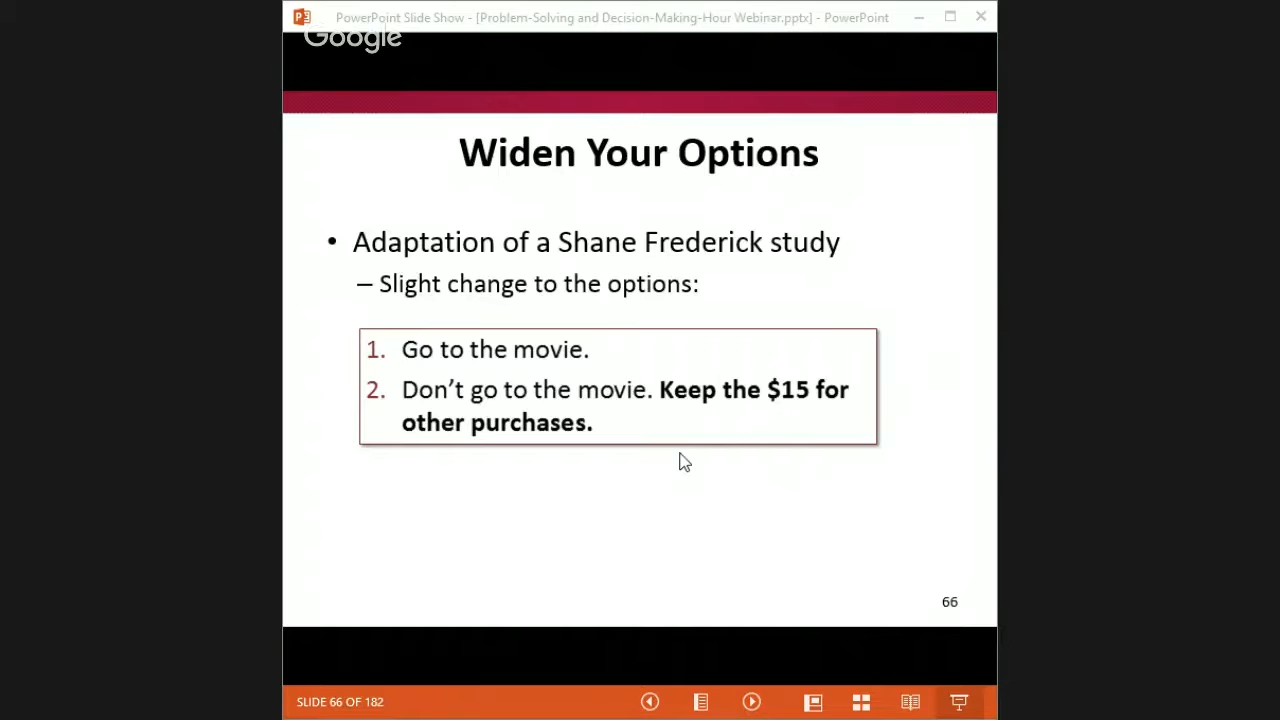 PowerPoint Slide Show - [Problem-Solving and Decision-Making-Hour Webinar.pptx] - PowerPoint
Google
Widen Your Options
• Adaptation of a Shane Frederick study
– Slight change to the options:
1. Go to the movie.
2. Don’t go to the movie. Keep the $15 for
other purchases.
66
SLIDE 66 OF 182